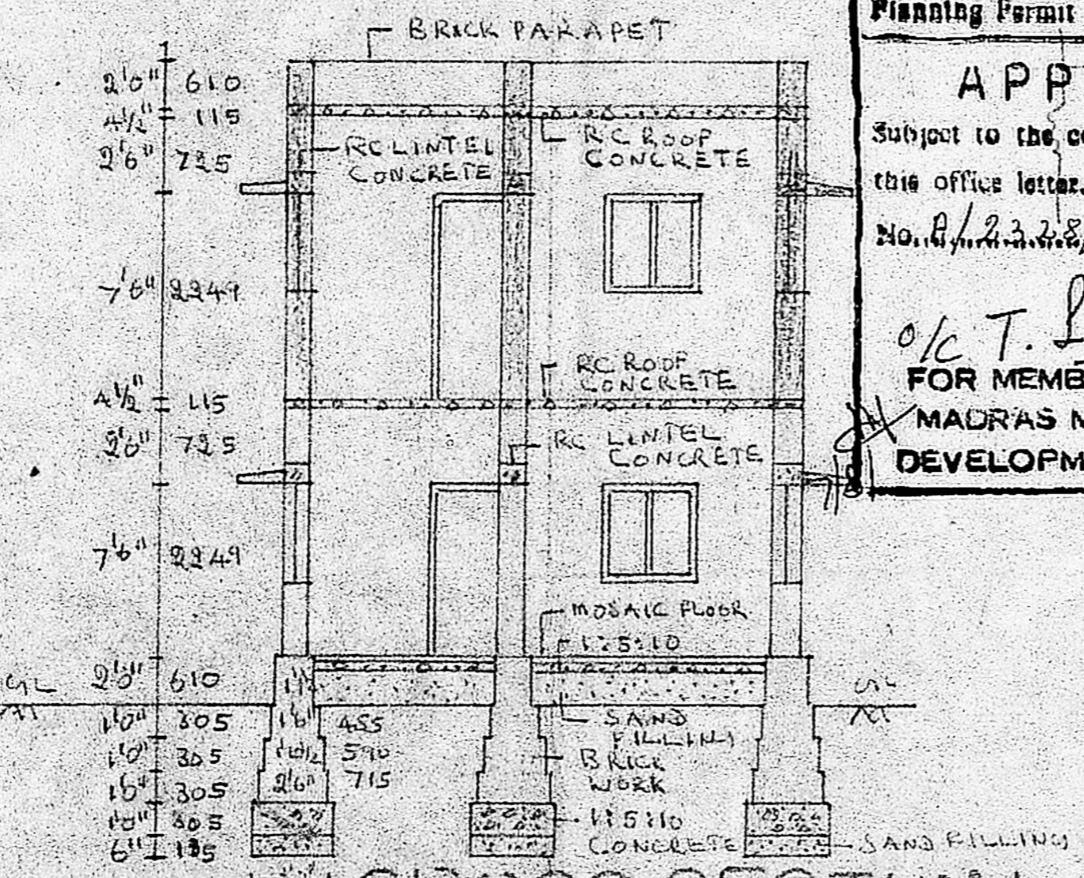 BRICK PARAPET
2'0" 610
4½" 115
2'6" 725
RC LINTEL
CONCRETE
RC ROOF
CONCRETE
7'6" 2249
RC ROOF
CONCRETE
4½" 115
2'6" 725
RC LINTEL
CONCRETE
7'6" 2249
MOSAIC FLOOR
1:5:10
GL 2'0" 610 GL
1'0" 305 1'6" 455
SAND
FILLING
1'0" 305 590
BRICK
WORK
1'0" 305 2'6" 715
1'0" 305
1:5:10
CONCRETE
6" 155
SAND FILLING
Planning Permit
APP
Subject to the co
this office letter
No. A/2328/
O/C T.
FOR MEMB
MADRAS M
DEVELOPM